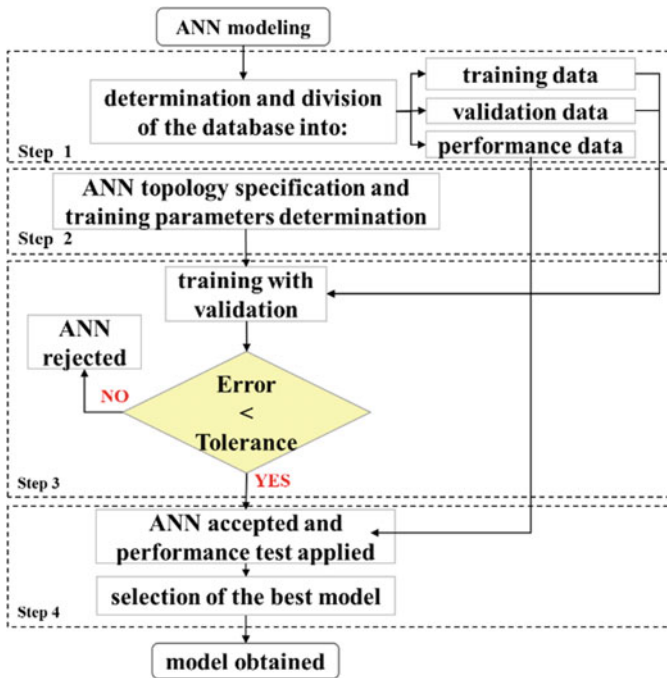 ANN modeling
determination and division
of the database into:
training data
validation data
performance data
Step 1
ANN topology specification and
training parameters determination
Step 2
training with
validation
ANN
rejected
Error
<
Tolerance
NO
YES
Step 3
ANN accepted and
performance test applied
selection of the best model
Step 4
model obtained